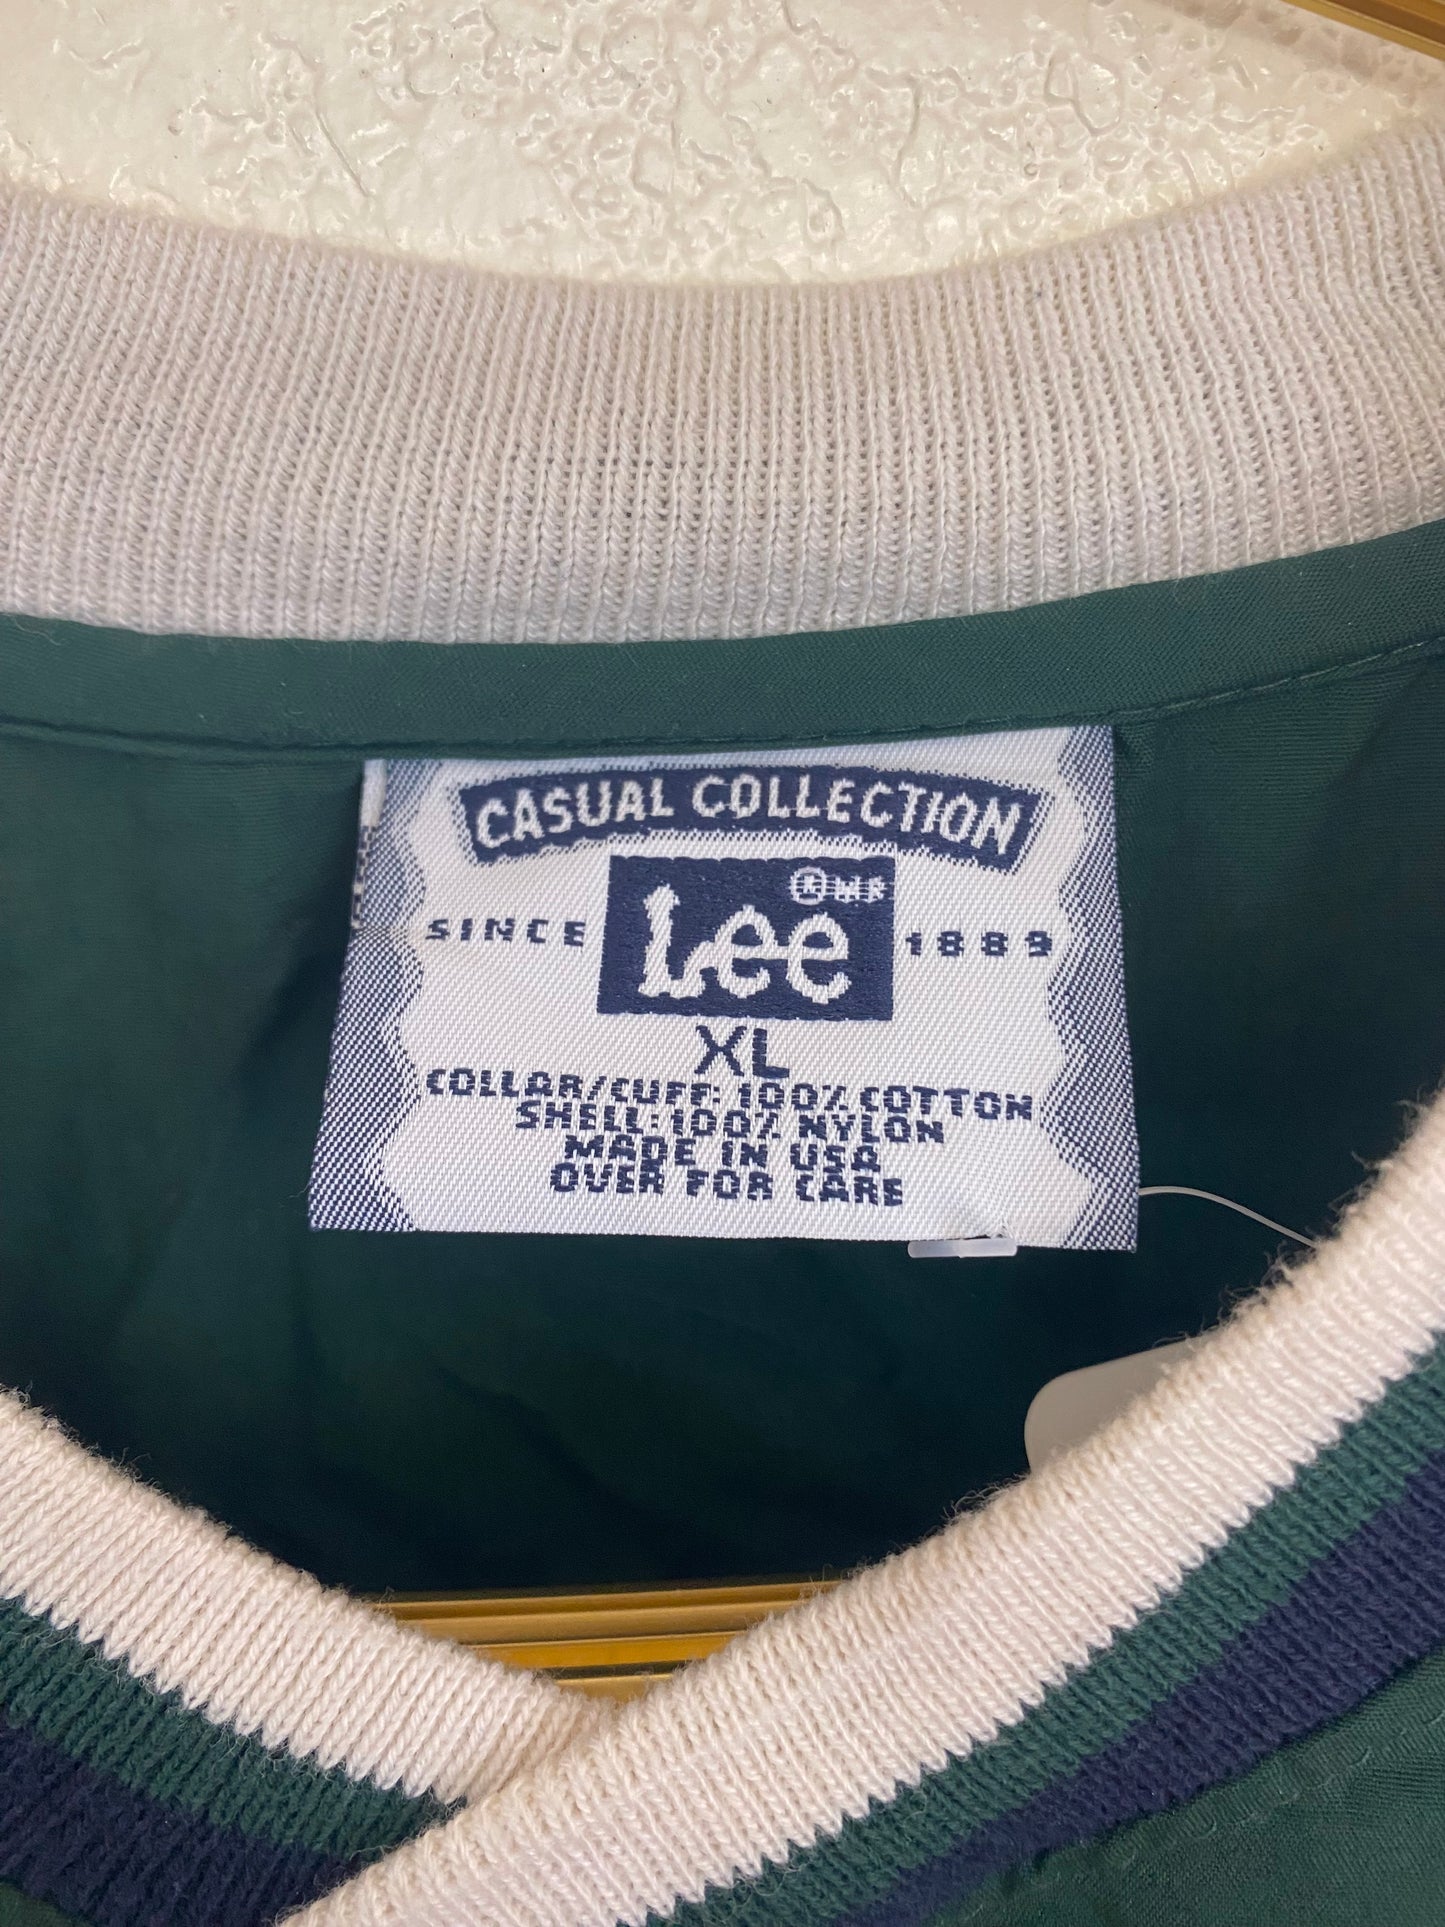 CASUAL COLLECTION
® MR
SINCE Lee 1889
XL
COLLAR/CUFF: 100% COTTON
SHELL: 100% NYLON
MADE IN USA
OVER FOR CARE